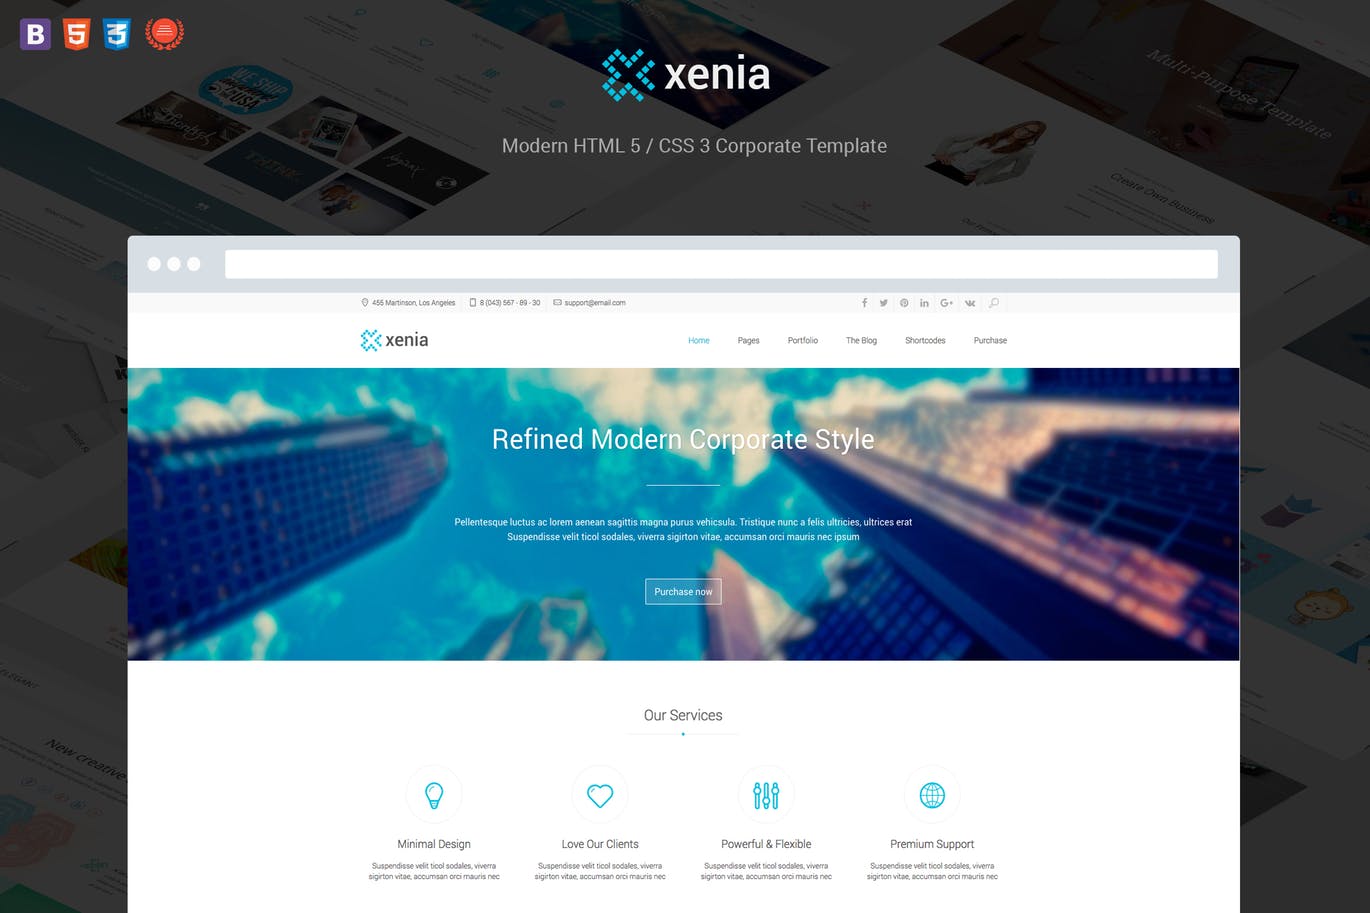 B 5 3
xenia
Modern HTML 5 / CSS 3 Corporate Template
WE SHIP
Thanksly
THINK
Multi-Purpose Template
Create Own Business
ELEGANT
New creative
455 Martinson, Los Angeles 8 (043) 567 - 89 - 30 support@email.com
xenia Home Pages Portfolio The Blog Shortcodes Purchase
Refined Modern Corporate Style
Pellentesque luctus ac lorem aenean sagittis magna purus vehicsula. Tristique nunc a felis ultricies, ultrices erat
Suspendisse velit ticol sodales, viverra sigirton vitae, accumsan orci mauris nec ipsum
Purchase now
Our Services
Minimal Design
Suspendisse velit ticol sodales, viverra
sigirton vitae, accumsan orci mauris nec
Love Our Clients
Suspendisse velit ticol sodales, viverra
sigirton vitae, accumsan orci mauris nec
Powerful & Flexible
Suspendisse velit ticol sodales, viverra
sigirton vitae, accumsan orci mauris nec
Premium Support
Suspendisse velit ticol sodales, viverra
sigirton vitae, accumsan orci mauris nec